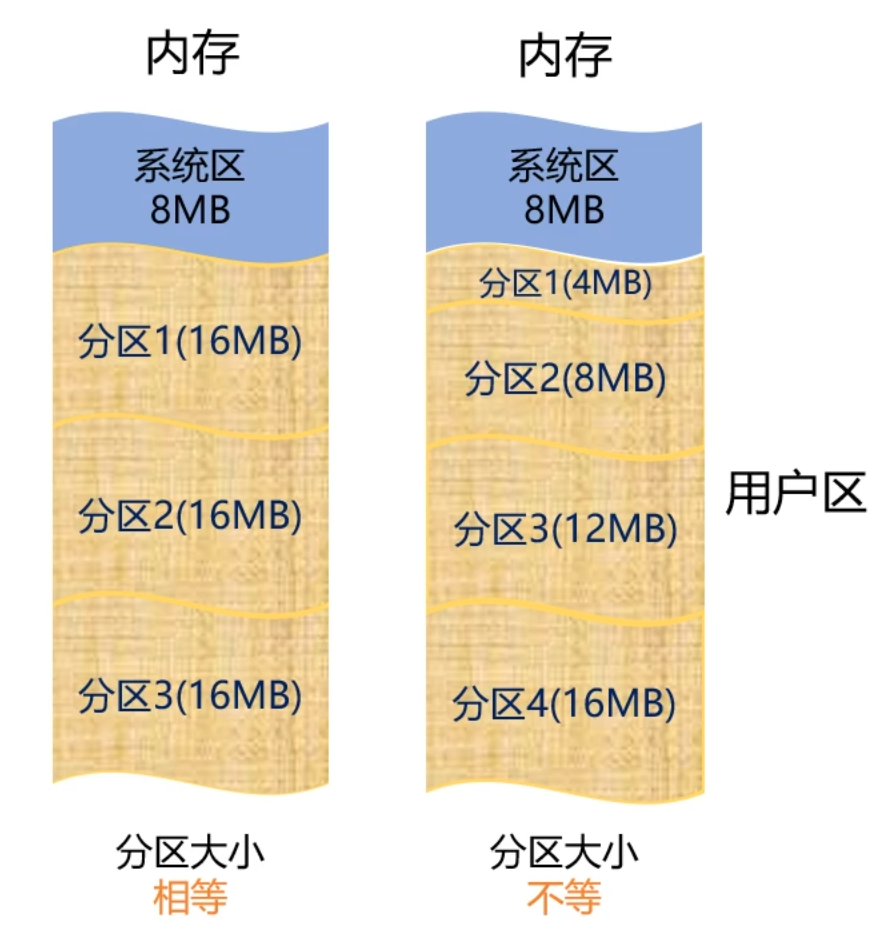 内存
系统区
8MB
分区1(16MB)
分区2(16MB)
分区3(16MB)
分区大小
相等
内存
系统区
8MB
分区1(4MB)
分区2(8MB)
分区3(12MB)
分区4(16MB)
分区大小
不等
用户区